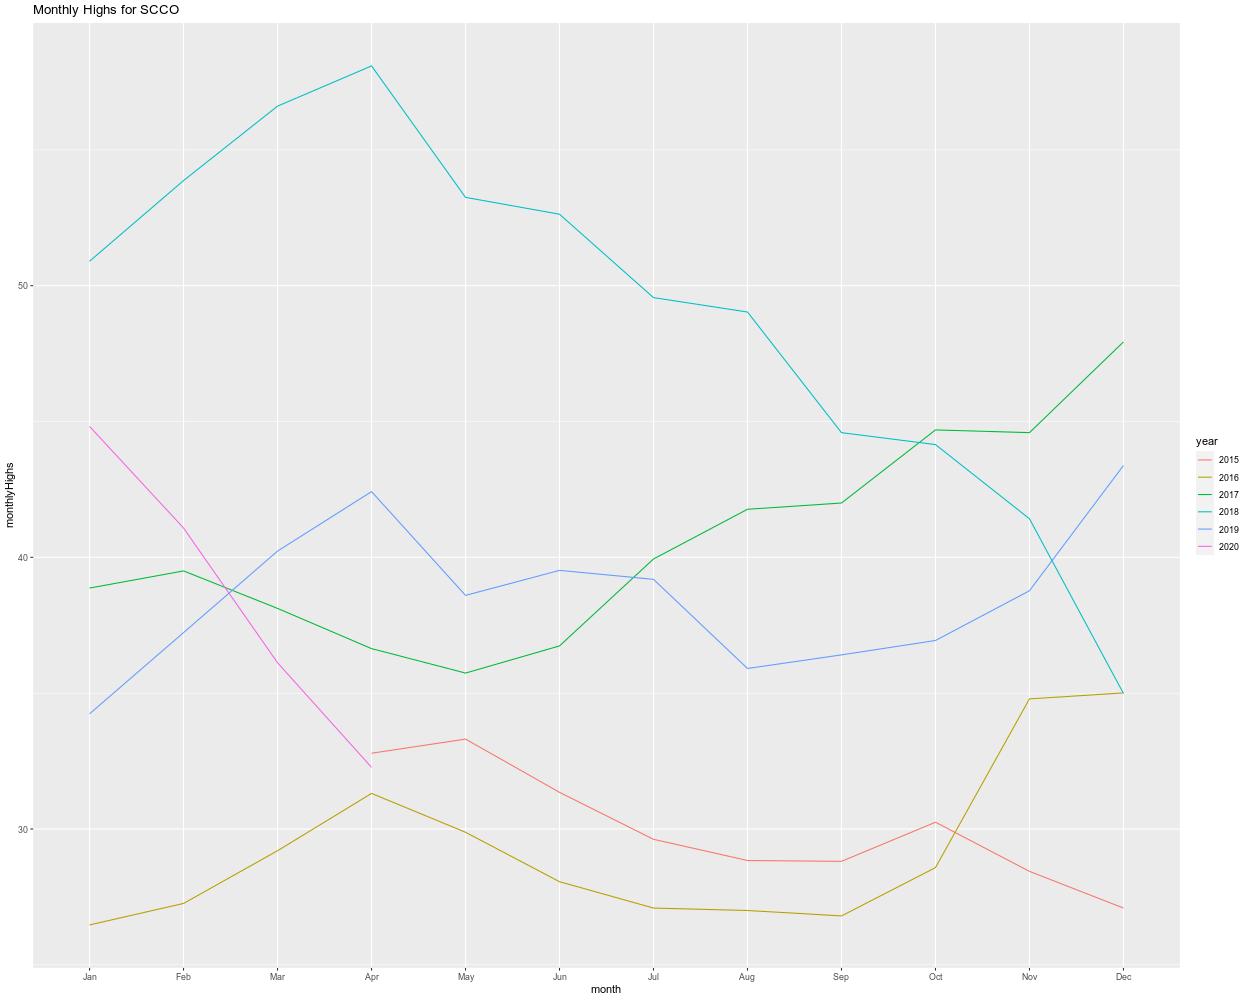 Monthly Highs for SCCO
50
40
30
monthlyHighs
Jan Feb Mar Apr May Jun Jul Aug Sep Oct Nov Dec
month
year
2015
2016
2017
2018
2019
2020